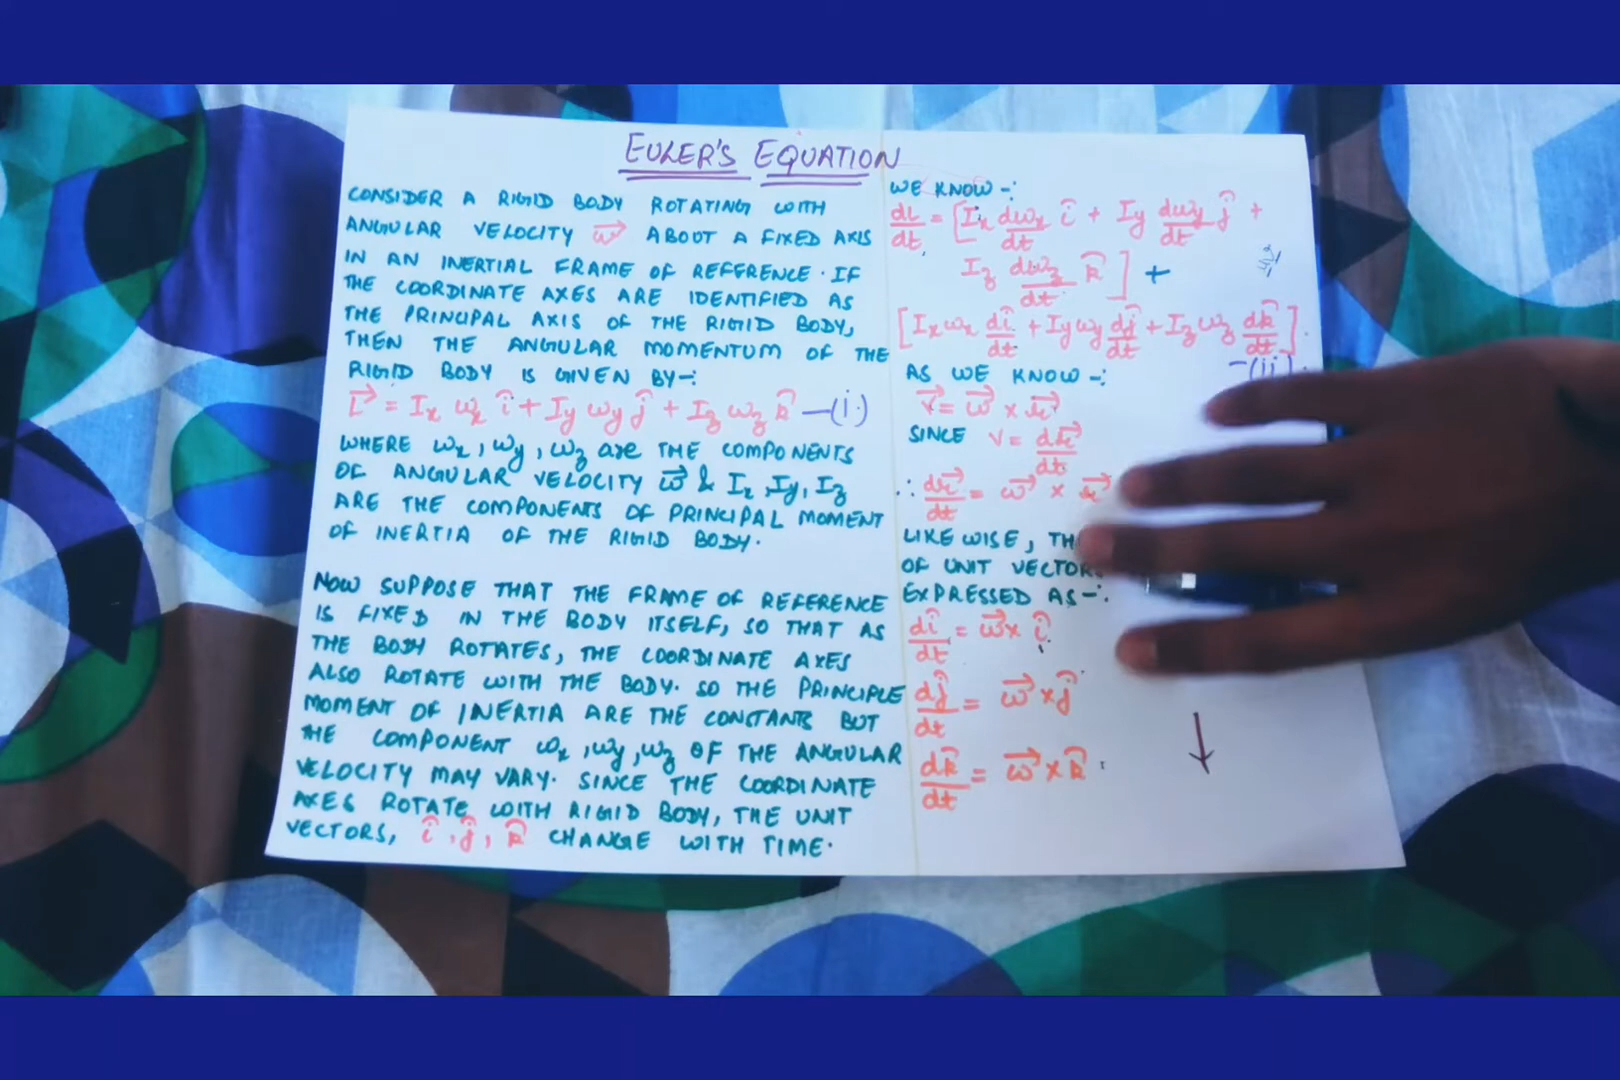 EULER'S EQUATION
CONSIDER A RIGID BODY ROTATING WITH
ANGULAR VELOCITY ω⃗ ABOUT A FIXED AXIS
IN AN INERTIAL FRAME OF REFERENCE. IF
THE COORDINATE AXES ARE IDENTIFIED AS
THE PRINCIPAL AXIS OF THE RIGID BODY,
THEN THE ANGULAR MOMENTUM OF THE
RIGID BODY IS GIVEN BY-:
L⃗ = Ix ωx î + Iy ωy ĵ + Iz ωz k̂ —(i)
WHERE ωx, ωy, ωz are THE COMPONENTS
OF ANGULAR VELOCITY ω⃗ & Ix, Iy, Iz
ARE THE COMPONENTS OF PRINCIPAL MOMENT
OF INERTIA OF THE RIGID BODY.
NOW SUPPOSE THAT THE FRAME OF REFERENCE
IS FIXED IN THE BODY ITSELF, SO THAT AS
THE BODY ROTATES, THE COORDINATE AXES
ALSO ROTATE WITH THE BODY. SO THE PRINCIPLE
MOMENT OF INERTIA ARE THE CONSTANTS BUT
THE COMPONENT ωx, ωy, ωz OF THE ANGULAR
VELOCITY MAY VARY. SINCE THE COORDINATE
AXES ROTATE WITH RIGID BODY, THE UNIT
VECTORS, î, ĵ, k̂ CHANGE WITH TIME.
WE KNOW -:
dL/dt = [Ix dωx/dt î + Iy dωy/dt ĵ +
Iz dωz/dt k̂] +
[Ix ωx dî/dt + Iy ωy dĵ/dt + Iz ωz dk̂/dt].
—(ii)
AS WE KNOW -:
v⃗ = ω⃗ × r⃗
SINCE v = dr⃗/dt
∴ dr⃗/dt = ω⃗ × r⃗
LIKEWISE,
OF UNIT
EXPRESSED AS-:
dî/dt = ω⃗ × î
dĵ/dt = ω⃗ × ĵ
dk̂/dt = ω⃗ × k̂